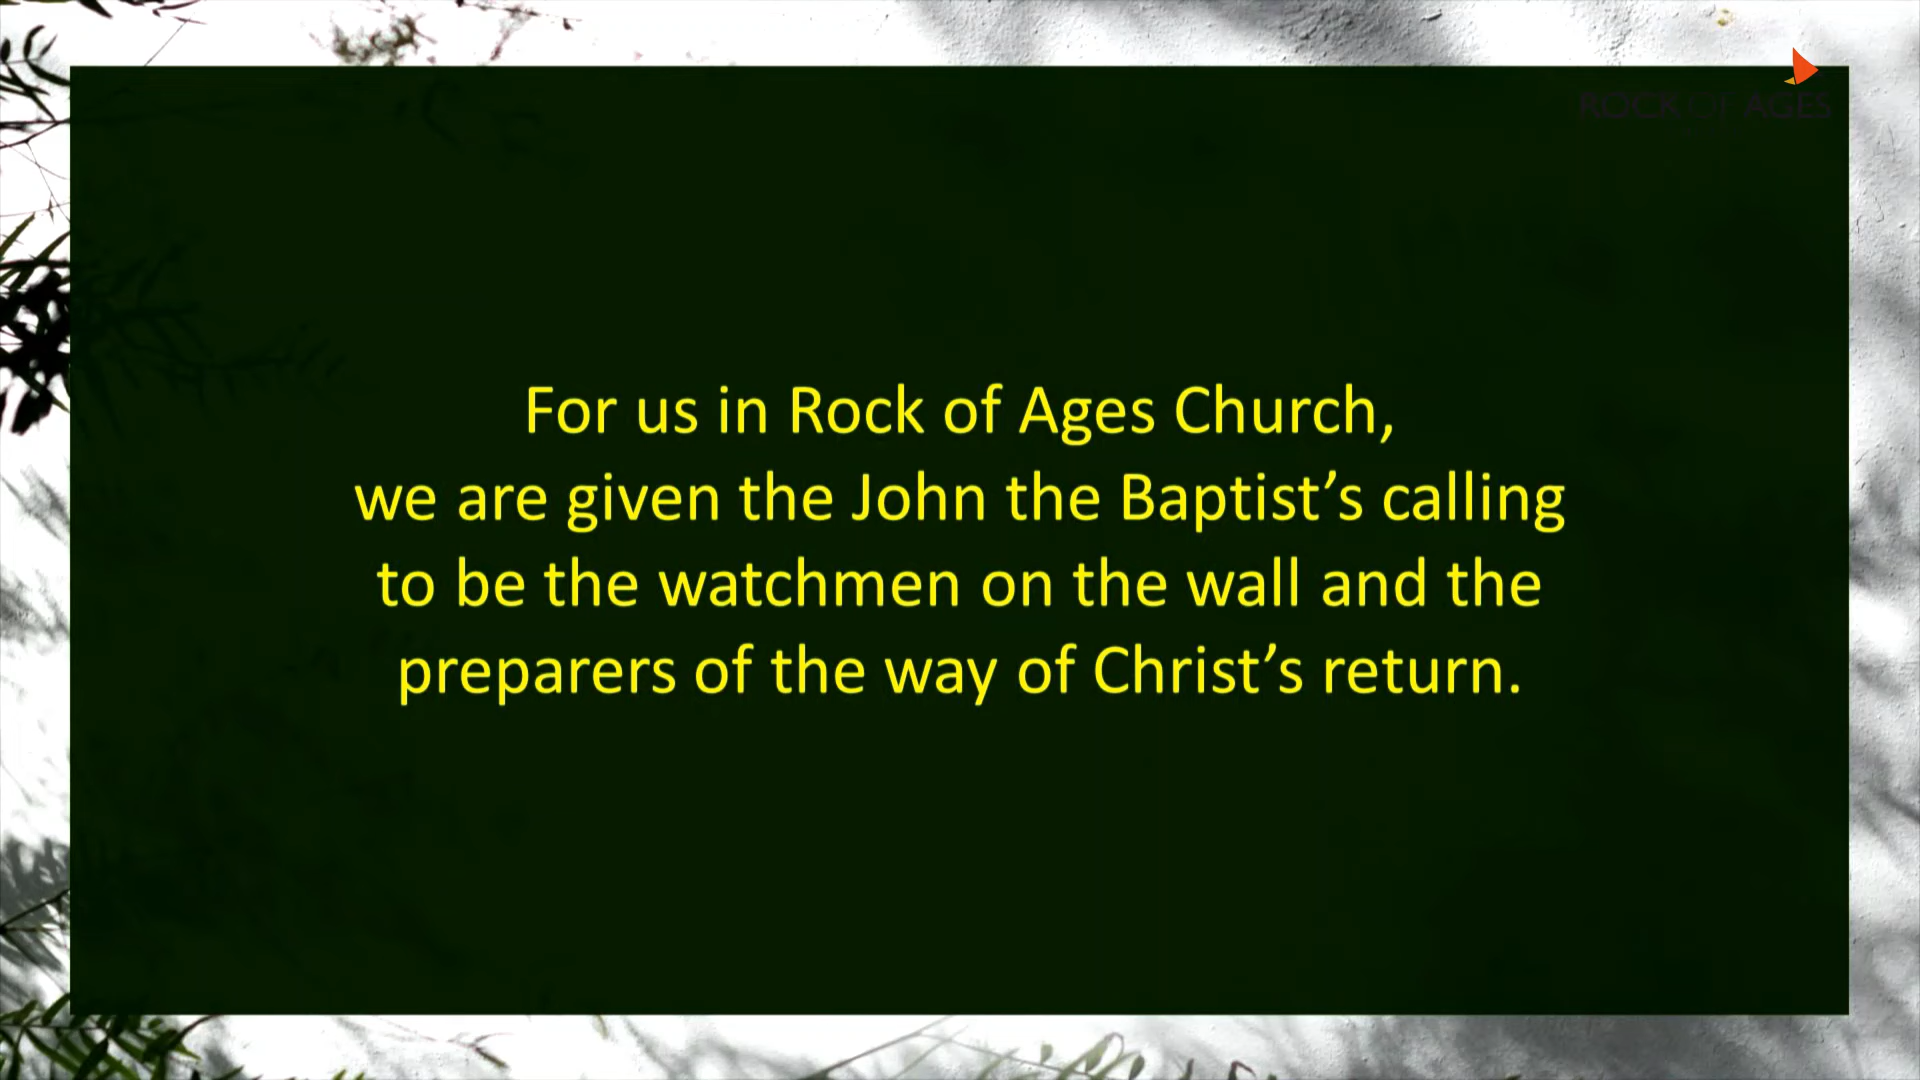 ROCK OF AGES
For us in Rock of Ages Church,
we are given the John the Baptist’s calling
to be the watchmen on the wall and the
preparers of the way of Christ’s return.